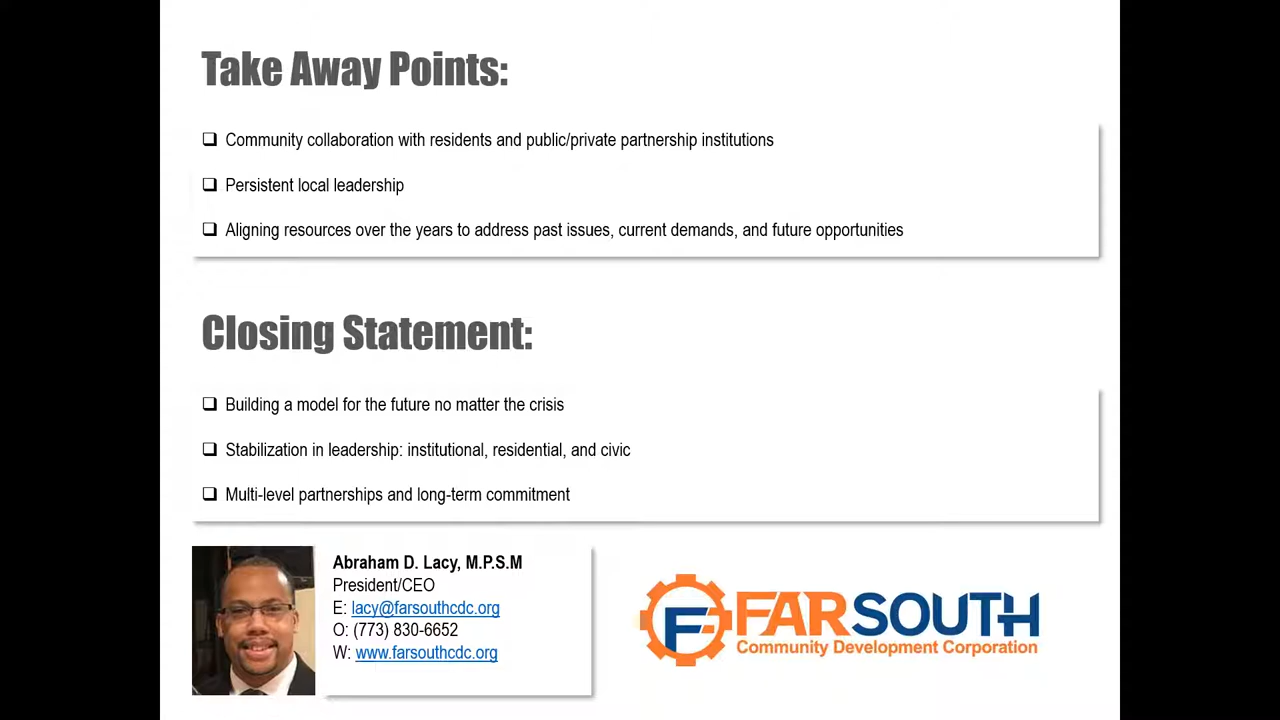 Take Away Points:
❑ Community collaboration with residents and public/private partnership institutions
❑ Persistent local leadership
❑ Aligning resources over the years to address past issues, current demands, and future opportunities
Closing Statement:
❑ Building a model for the future no matter the crisis
❑ Stabilization in leadership: institutional, residential, and civic
❑ Multi-level partnerships and long-term commitment
Abraham D. Lacy, M.P.S.M
President/CEO
E: lacy@farsouthcdc.org
O: (773) 830-6652
W: www.farsouthcdc.org
FAR SOUTH
Community Development Corporation